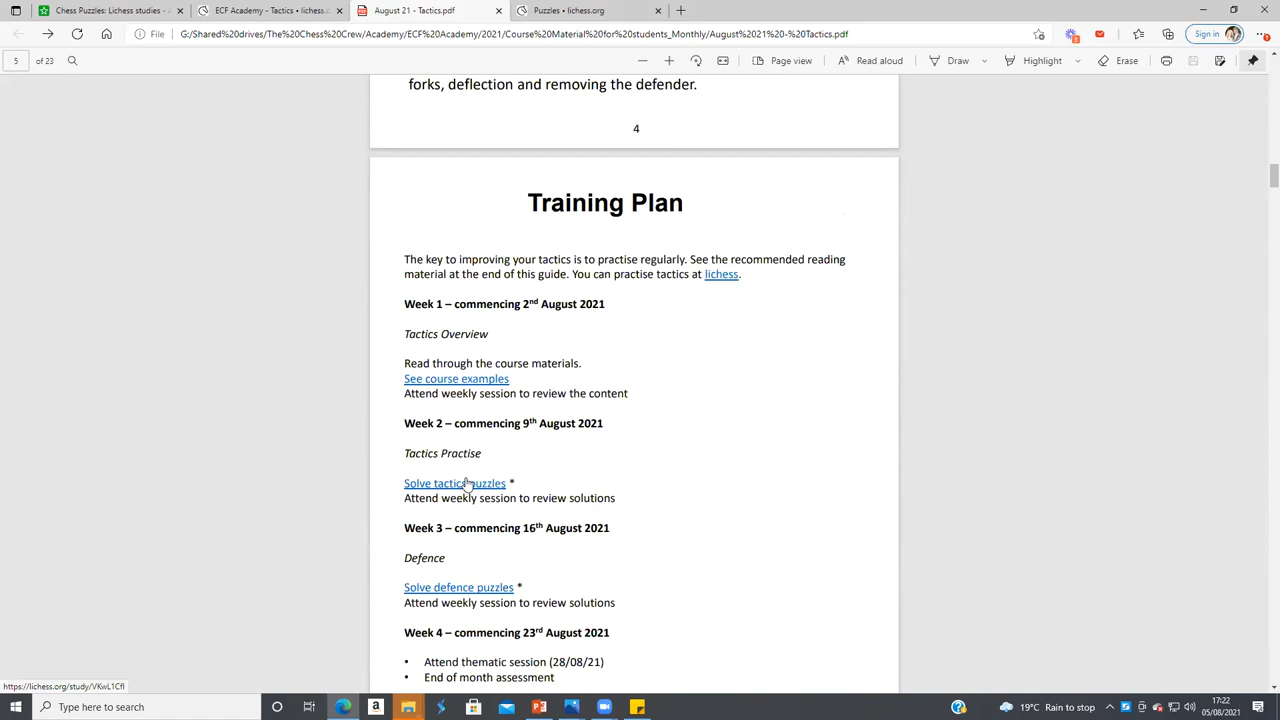 Chess Puzzles: Lichess studies - A
ECF Academy - Tactics • lichess.c
August 21 - Tactics.pdf
Puzzles • lichess.org
File
G:/Shared%20drives/The%20Chess%20Crew/Academy/ECF%20Academy/2021/Course%20Material%20for%20students_Monthly/August%2021%20-%20Tactics.pdf
Sign in
5 of 23
Page view
Read aloud
Draw
Highlight
Erase
forks, deflection and removing the defender.
4
Training Plan
The key to improving your tactics is to practise regularly. See the recommended reading
material at the end of this guide. You can practise tactics at lichess.
Week 1 – commencing 2nd August 2021
Tactics Overview
Read through the course materials.
See course examples
Attend weekly session to review the content
Week 2 – commencing 9th August 2021
Tactics Practise
Solve tactics puzzles *
Attend weekly session to review solutions
Week 3 – commencing 16th August 2021
Defence
Solve defence puzzles *
Attend weekly session to review solutions
Week 4 – commencing 23rd August 2021
• Attend thematic session (28/08/21)
• End of month assessment
https://lichess.org/study/VKwL1Cfl
Type here to search
19°C Rain to stop
17:22
05/08/2021